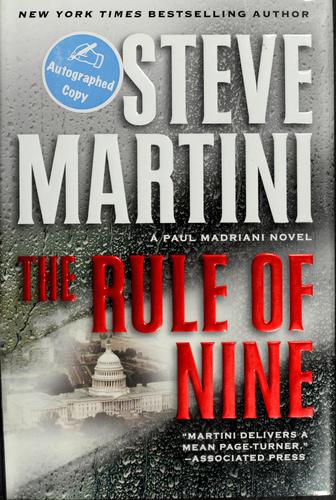 NEW YORK TIMES BESTSELLING AUTHOR
Autographed
Copy
STEVE
MARTINI
A PAUL MADRIANI NOVEL
THE RULE OF
NINE
"MARTINI DELIVERS A
MEAN PAGE-TURNER."
—ASSOCIATED PRESS